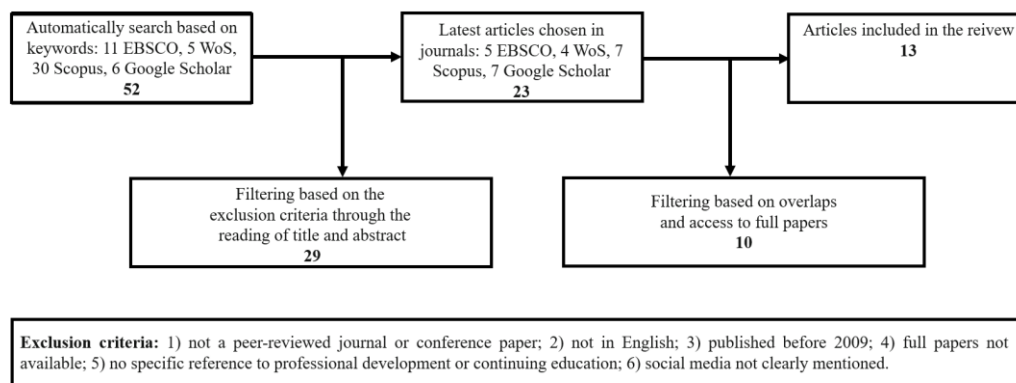 Automatically search based on
keywords: 11 EBSCO, 5 WoS,
30 Scopus, 6 Google Scholar
52
Latest articles chosen in
journals: 5 EBSCO, 4 WoS, 7
Scopus, 7 Google Scholar
23
Articles included in the reivew
13
Filtering based on the
exclusion criteria through the
reading of title and abstract
29
Filtering based on overlaps
and access to full papers
10
Exclusion criteria: 1) not a peer-reviewed journal or conference paper; 2) not in English; 3) published before 2009; 4) full papers not
available; 5) no specific reference to professional development or continuing education; 6) social media not clearly mentioned.